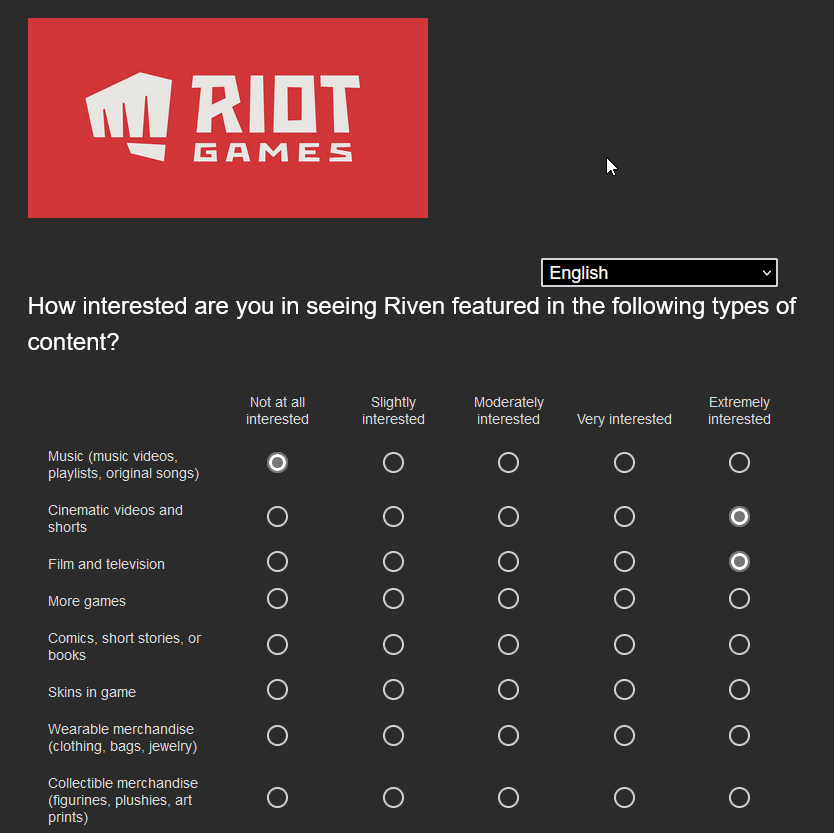 RIOT
GAMES
English
How interested are you in seeing Riven featured in the following types of
content?
Not at all
interested
Slightly
interested
Moderately
interested
Very interested
Extremely
interested
Music (music videos,
playlists, original songs)
Cinematic videos and
shorts
Film and television
More games
Comics, short stories, or
books
Skins in game
Wearable merchandise
(clothing, bags, jewelry)
Collectible merchandise
(figurines, plushies, art
prints)